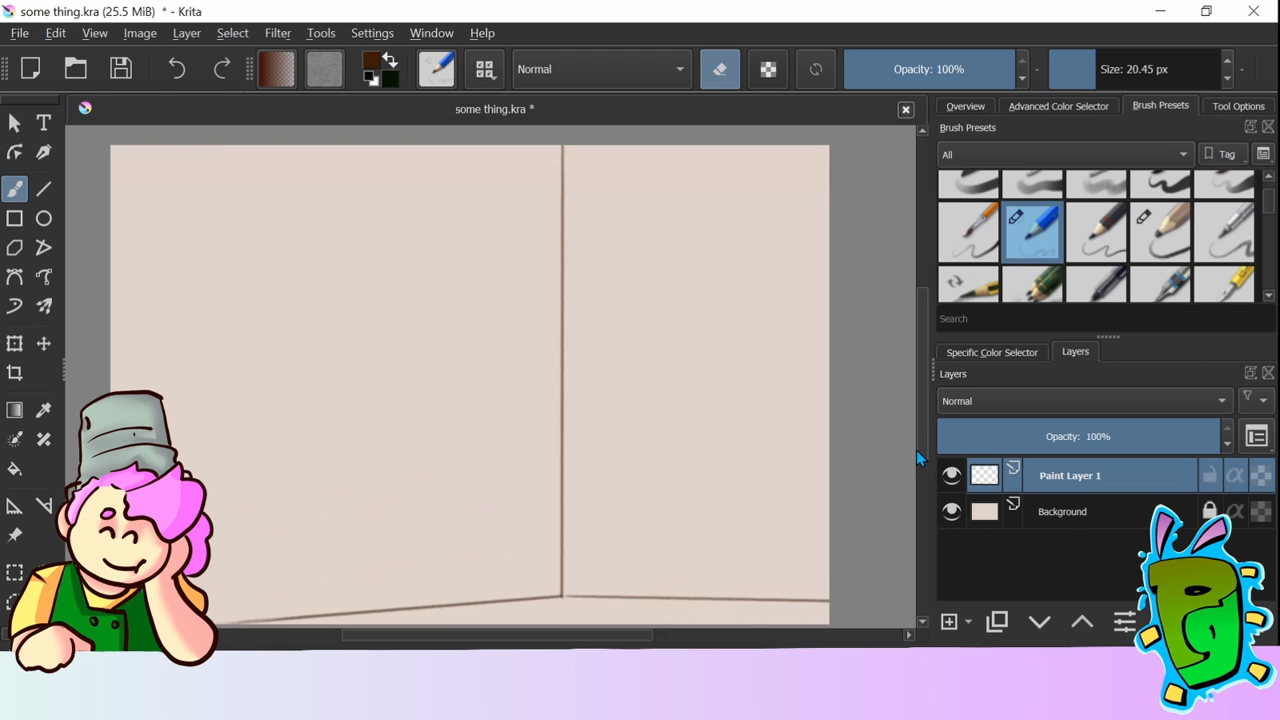 some thing.kra (25.5 MiB) * - Krita
File Edit View Image Layer Select Filter Tools Settings Window Help
Normal
Opacity: 100%
Size: 20.45 px
some thing.kra *
Overview Advanced Color Selector Brush Presets Tool Options
Brush Presets
All
Tag
Search
Specific Color Selector Layers
Layers
Normal
Opacity: 100%
Paint Layer 1
Background